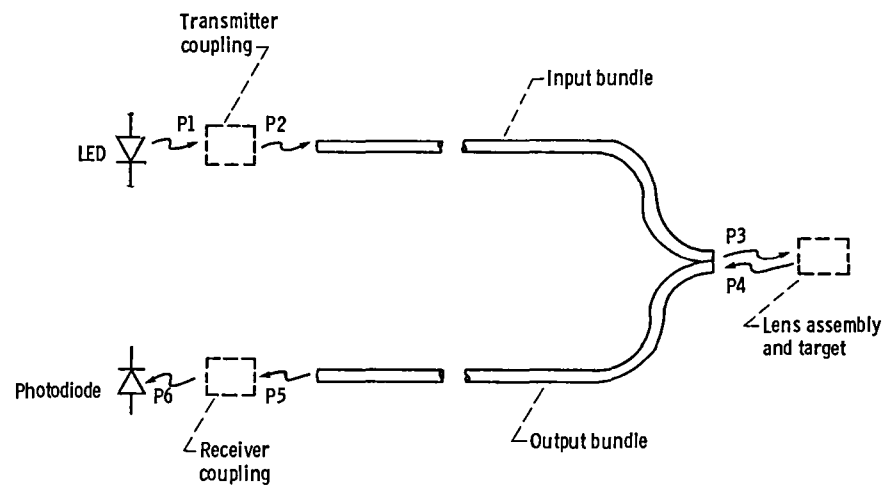 Transmitter
coupling
Input bundle
P1
P2
LED
P3
P4
Lens assembly
and target
Photodiode
P6
P5
Output bundle
Receiver
coupling